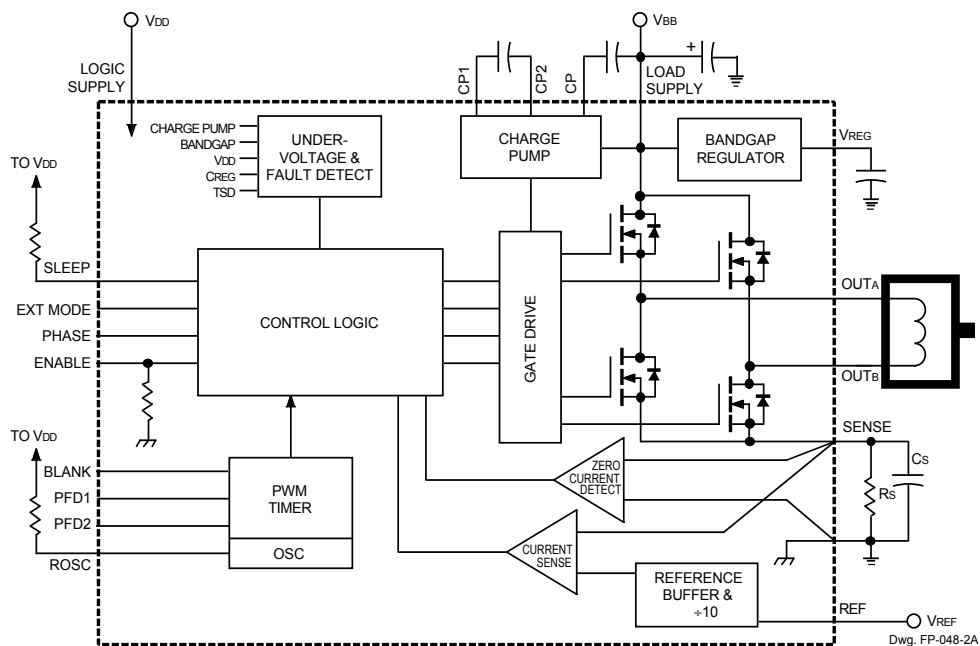 VDD
VBB
LOGIC
SUPPLY
CP1
CP2
CP
+
LOAD
SUPPLY
CHARGE PUMP
BANDGAP
VDD
CREG
TSD
UNDER-
VOLTAGE &
FAULT DETECT
CHARGE
PUMP
BANDGAP
REGULATOR
VREG
TO VDD
SLEEP
EXT MODE
PHASE
ENABLE
CONTROL LOGIC
GATE DRIVE
OUTA
OUTB
SENSE
TO VDD
BLANK
PFD1
PFD2
ROSC
PWM
TIMER
OSC
ZERO
CURRENT
DETECT
CURRENT
SENSE
CS
RS
REFERENCE
BUFFER &
÷10
REF
VREF
Dwg. FP-048-2A